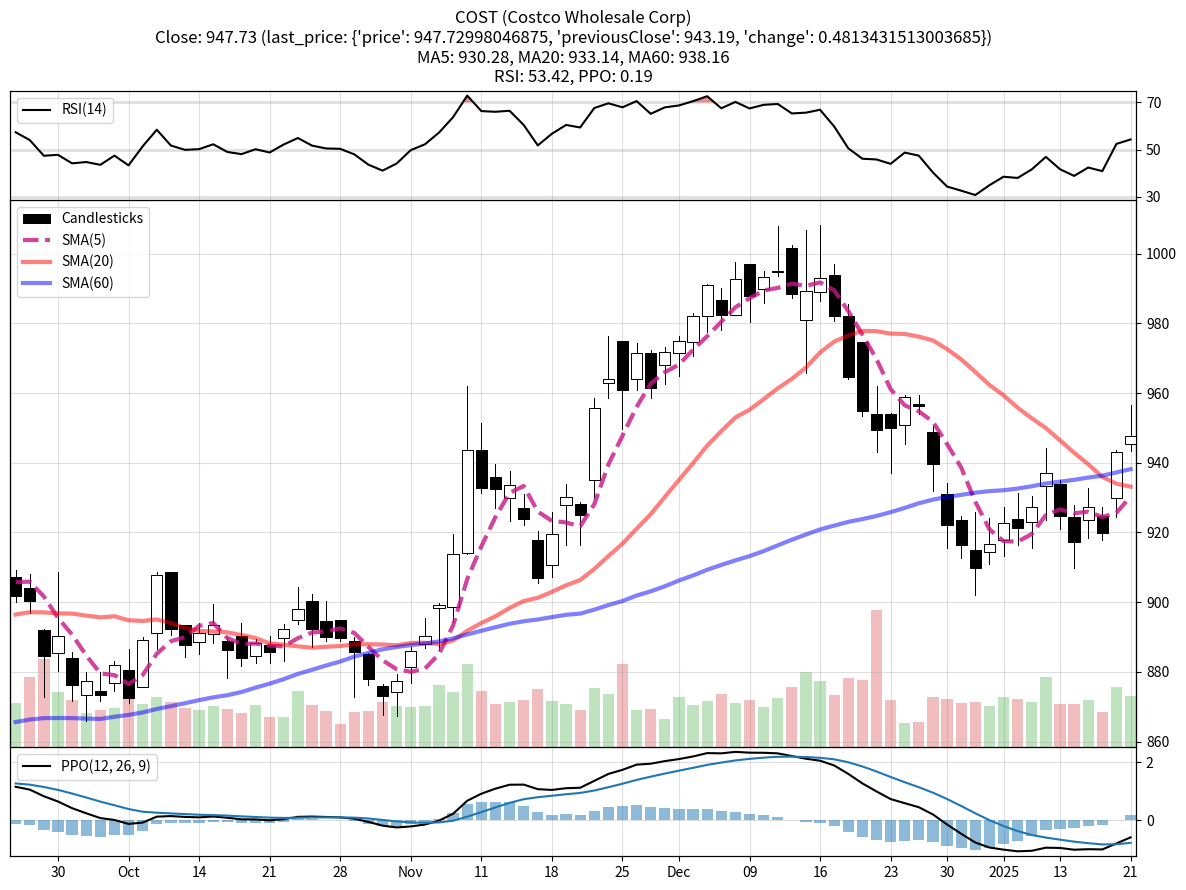 COST (Costco Wholesale Corp)
Close: 947.73 (last_price: {'price': 947.72998046875, 'previousClose': 943.19, 'change': 0.4813431513003685})
MA5: 930.28, MA20: 933.14, MA60: 938.16
RSI: 53.42, PPO: 0.19
RSI(14)
70
50
30
Candlesticks
SMA(5)
SMA(20)
SMA(60)
1000
980
960
940
920
900
880
860
PPO(12, 26, 9)
2
0
30 Oct 14 21 28 Nov 11 18 25 Dec 09 16 23 30 2025 13 21